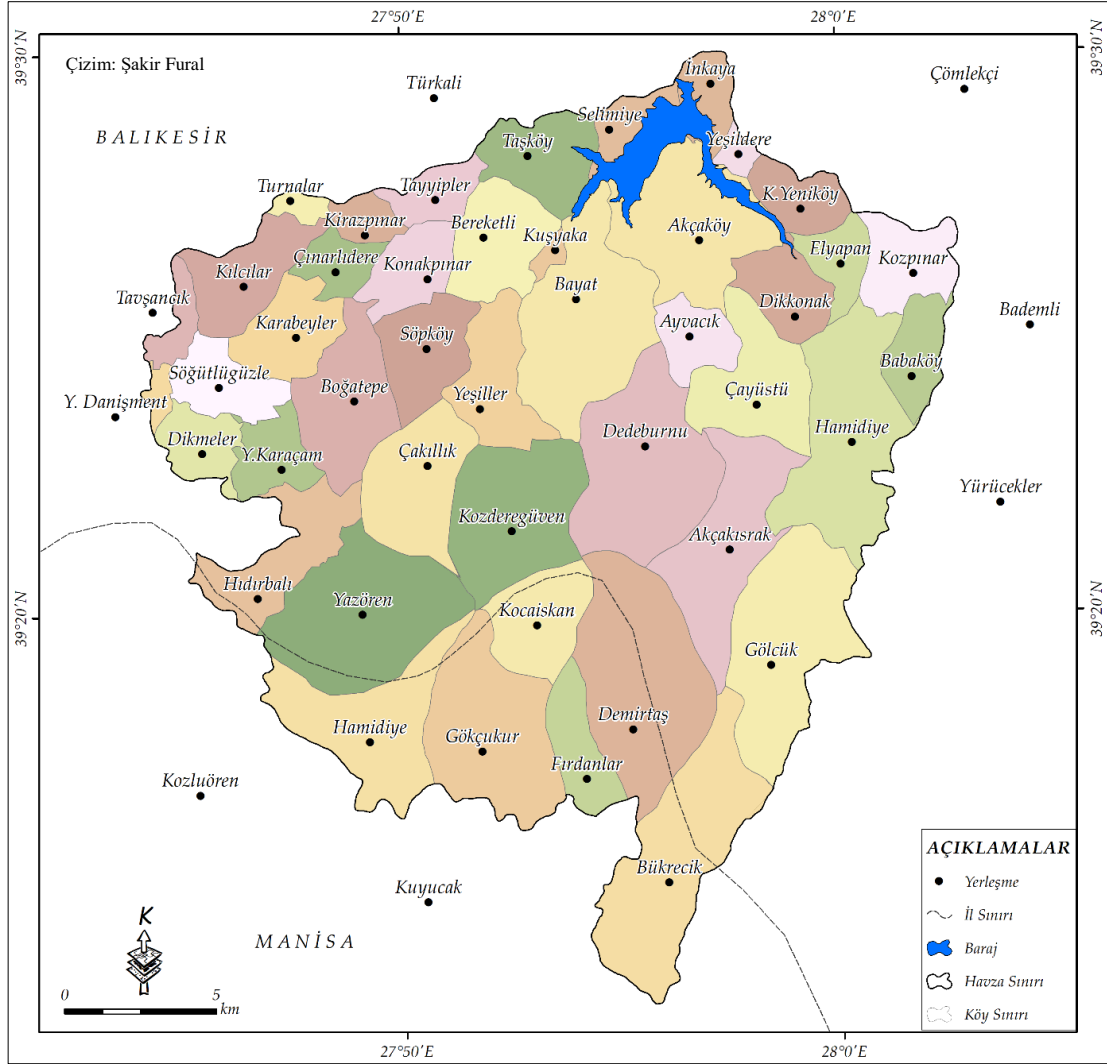 27°50'E
28°0'E
39°30'N
39°30'N
Çizim: Şakir Fural
İnkaya
Türkali
Çömlekçi
Selimiye
BALIKESİR
Taşköy
Yeşildere
Turnalar
Tayyipler
K.Yeniköy
Kirazpınar
Bereketli
Kuşyaka
Akçaköy
Elyapan
Çınarlıdere
Konakpınar
Kozpınar
Kılcılar
Bayat
Tavşancık
Dikkonak
Bademli
Karabeyler
Söpköy
Ayvacık
Babaköy
Söğütlügüzle
Boğatepe
Yeşiller
Çayüstü
Y. Danişment
Dedeburnu
Hamidiye
Dikmeler
Y.Karaçam
Çakıllık
Yürücekler
Kozderegüven
Akçakısrak
Hıdırbalı
Yazören
Kocaiskan
39°20'N
39°20'N
Gölcük
Hamidiye
Gökçukur
Demirtaş
Fırdanlar
Kozluören
Bükrecik
Kuyucak
MANİSA
K
0 5
km
AÇIKLAMALAR
Yerleşme
İl Sınırı
Baraj
Havza Sınırı
Köy Sınırı
27°50'E
28°0'E